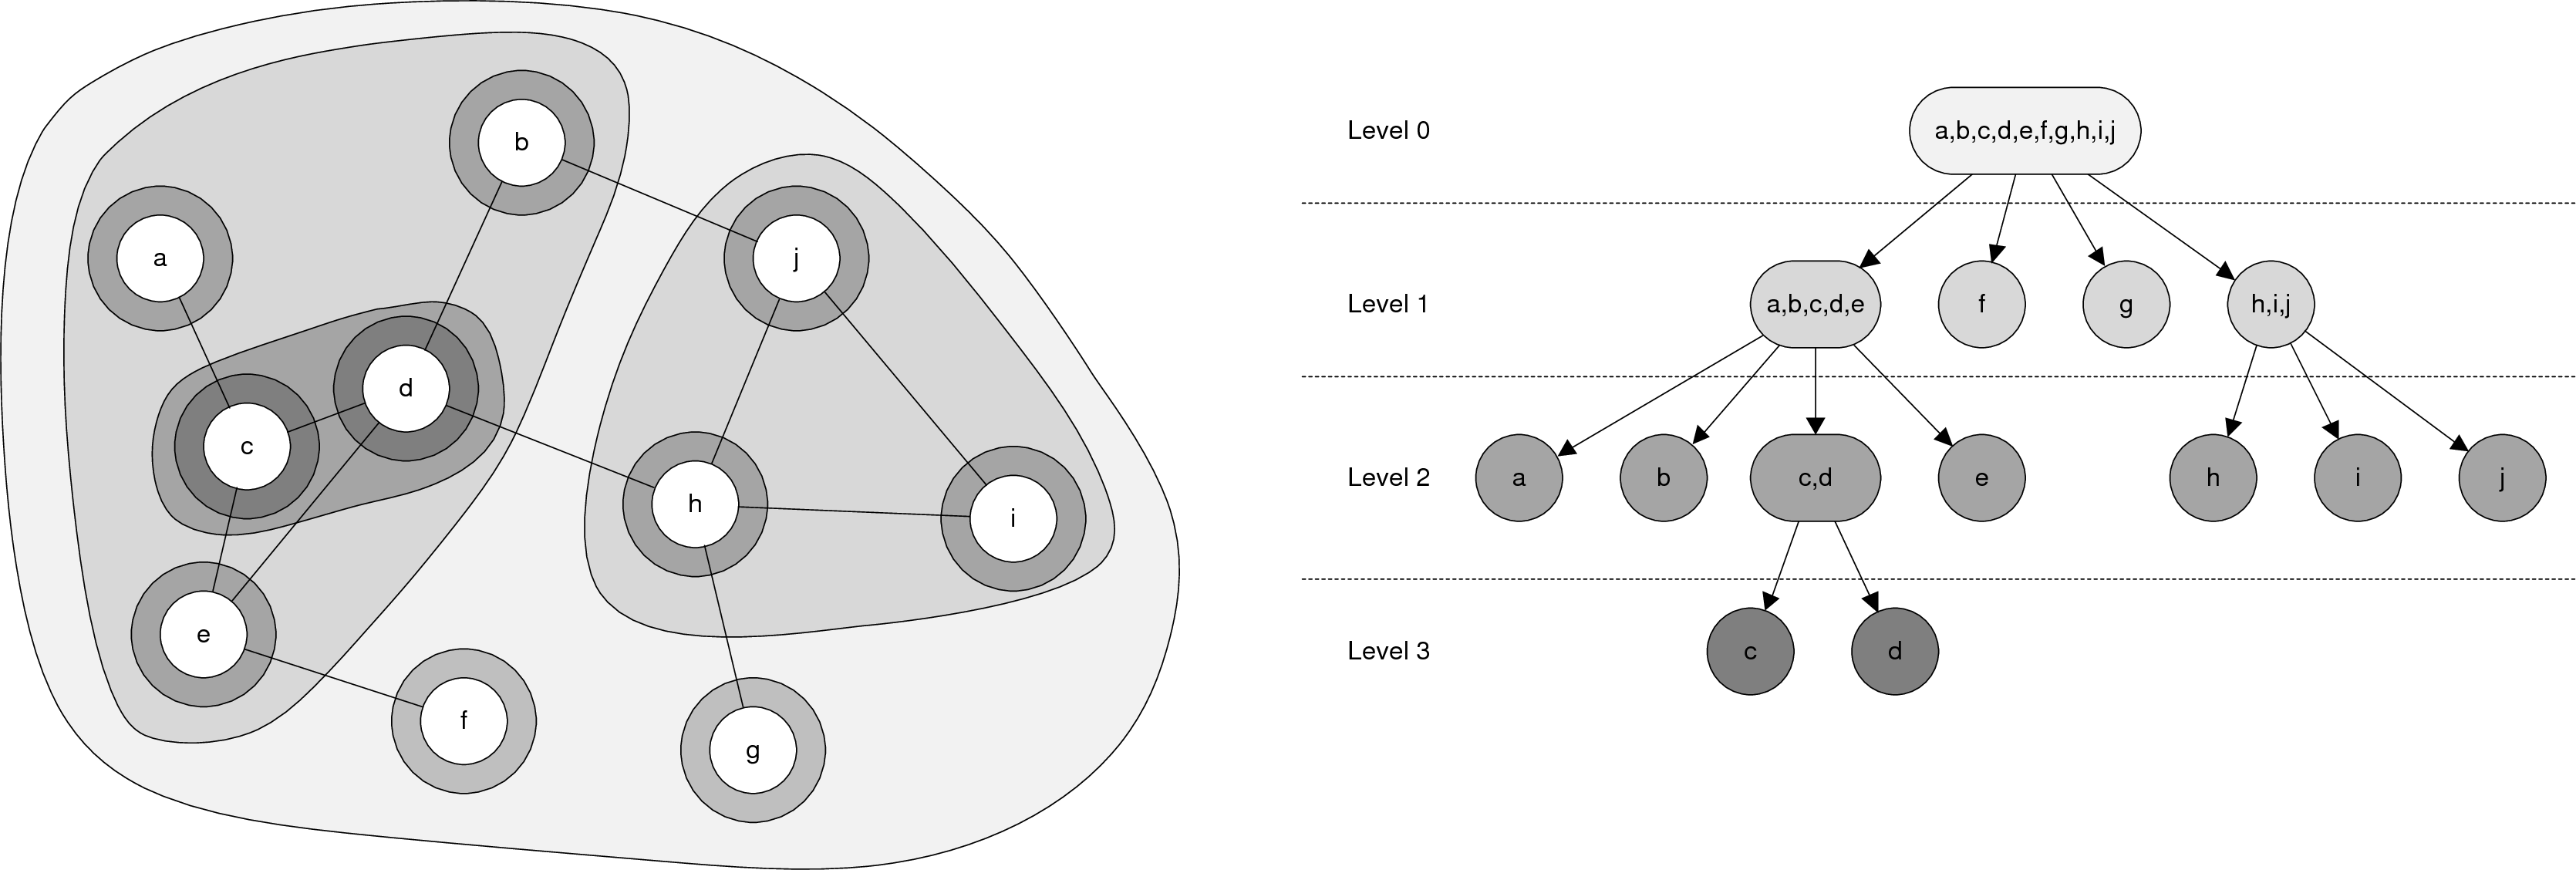 b
a
j
d
c
h
i
e
f
g
Level 0
a,b,c,d,e,f,g,h,i,j
Level 1
a,b,c,d,e
f
g
h,i,j
Level 2
a
b
c,d
e
h
i
j
Level 3
c
d